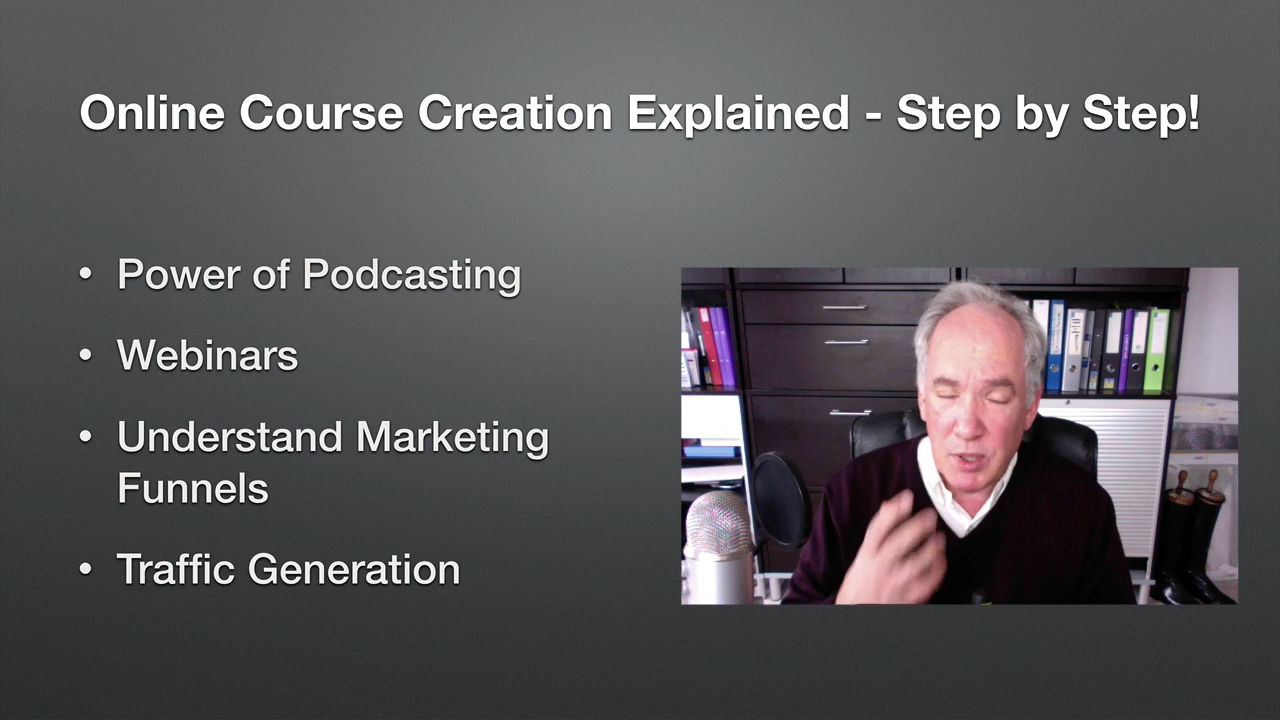 Online Course Creation Explained - Step by Step!
• Power of Podcasting
• Webinars
• Understand Marketing
Funnels
• Traffic Generation